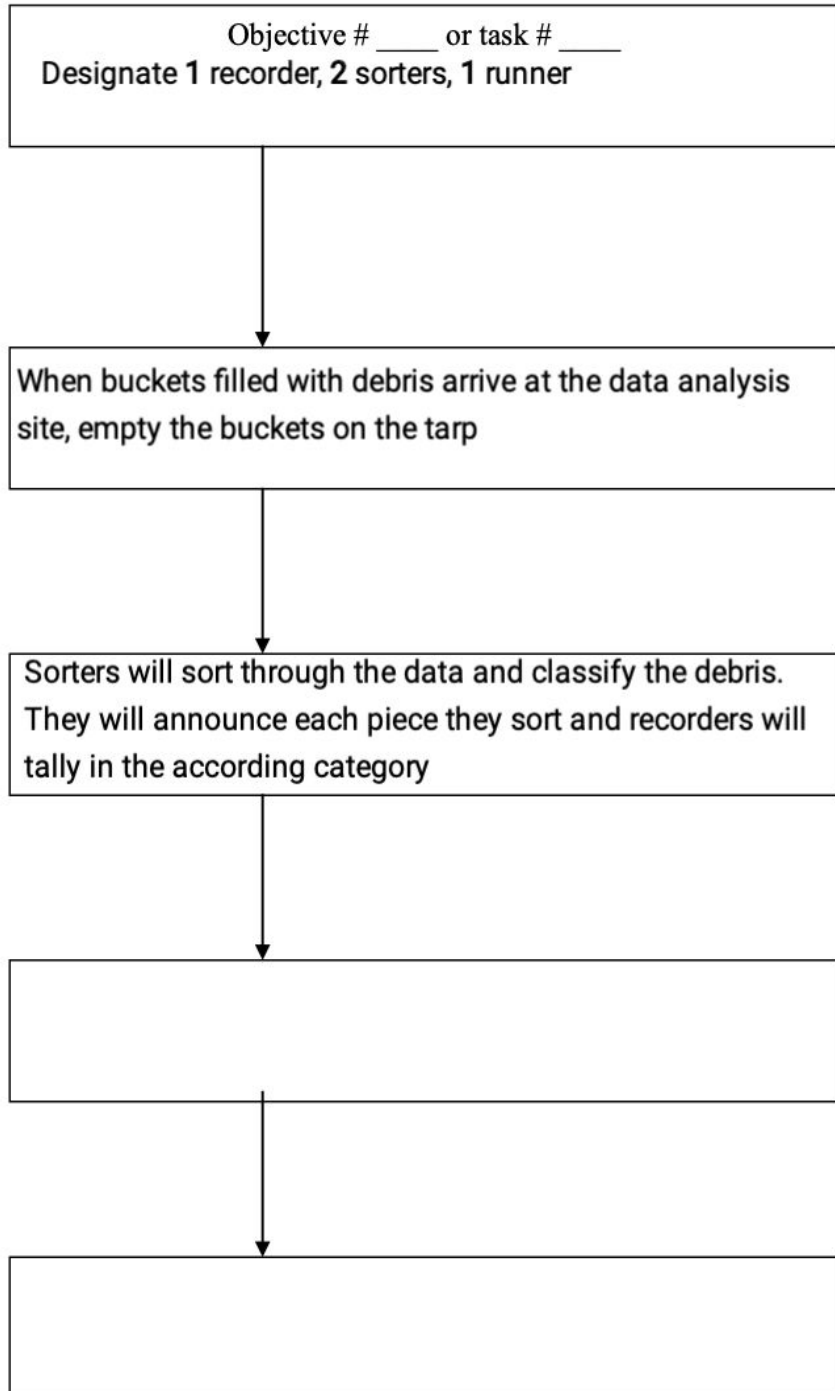 Objective # ____ or task # ____
Designate 1 recorder, 2 sorters, 1 runner
When buckets filled with debris arrive at the data analysis
site, empty the buckets on the tarp
Sorters will sort through the data and classify the debris.
They will announce each piece they sort and recorders will
tally in the according category